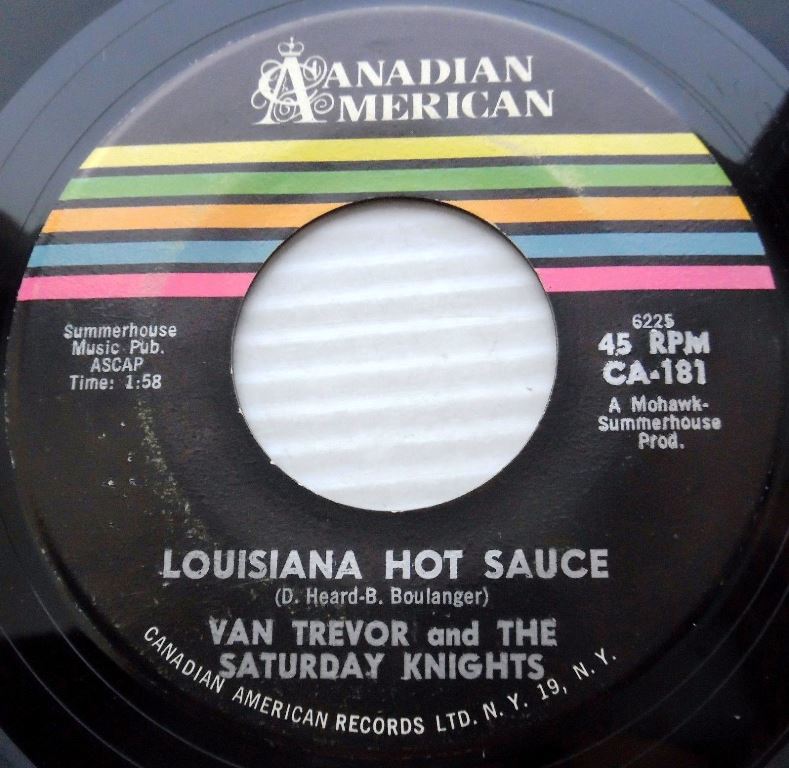 CANADIAN
AMERICAN
Summerhouse
Music Pub.
ASCAP
Time: 1:58
6225
45 RPM
CA-181
A Mohawk-
Summerhouse
Prod.
LOUISIANA HOT SAUCE
(D. Heard-B. Boulanger)
VAN TREVOR and THE
SATURDAY KNIGHTS
CANADIAN AMERICAN RECORDS LTD. N. Y. 19, N. Y.